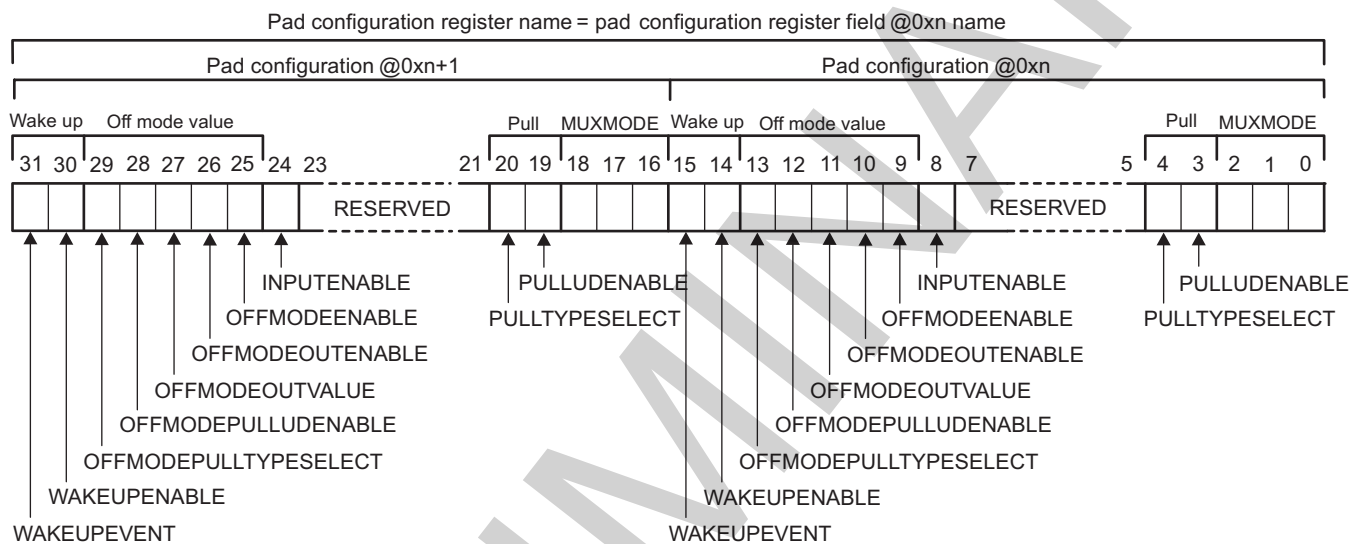 Pad configuration register name = pad configuration register field @0xn name
Pad configuration @0xn+1 Pad configuration @0xn
Wake up Off mode value Pull MUXMODE Wake up Off mode value Pull MUXMODE
31 30 29 28 27 26 25 24 23 21 20 19 18 17 16 15 14 13 12 11 10 9 8 7 5 4 3 2 1 0
RESERVED RESERVED
INPUTENABLE PULLUDENABLE INPUTENABLE PULLUDENABLE
OFFMODEENABLE PULLTYPESELECT OFFMODEENABLE PULLTYPESELECT
OFFMODEOUTENABLE OFFMODEOUTENABLE
OFFMODEOUTVALUE OFFMODEOUTVALUE
OFFMODEPULLUDENABLE OFFMODEPULLUDENABLE
OFFMODEPULLTYPESELECT OFFMODEPULLTYPESELECT
WAKEUPENABLE WAKEUPENABLE
WAKEUPEVENT WAKEUPEVENT